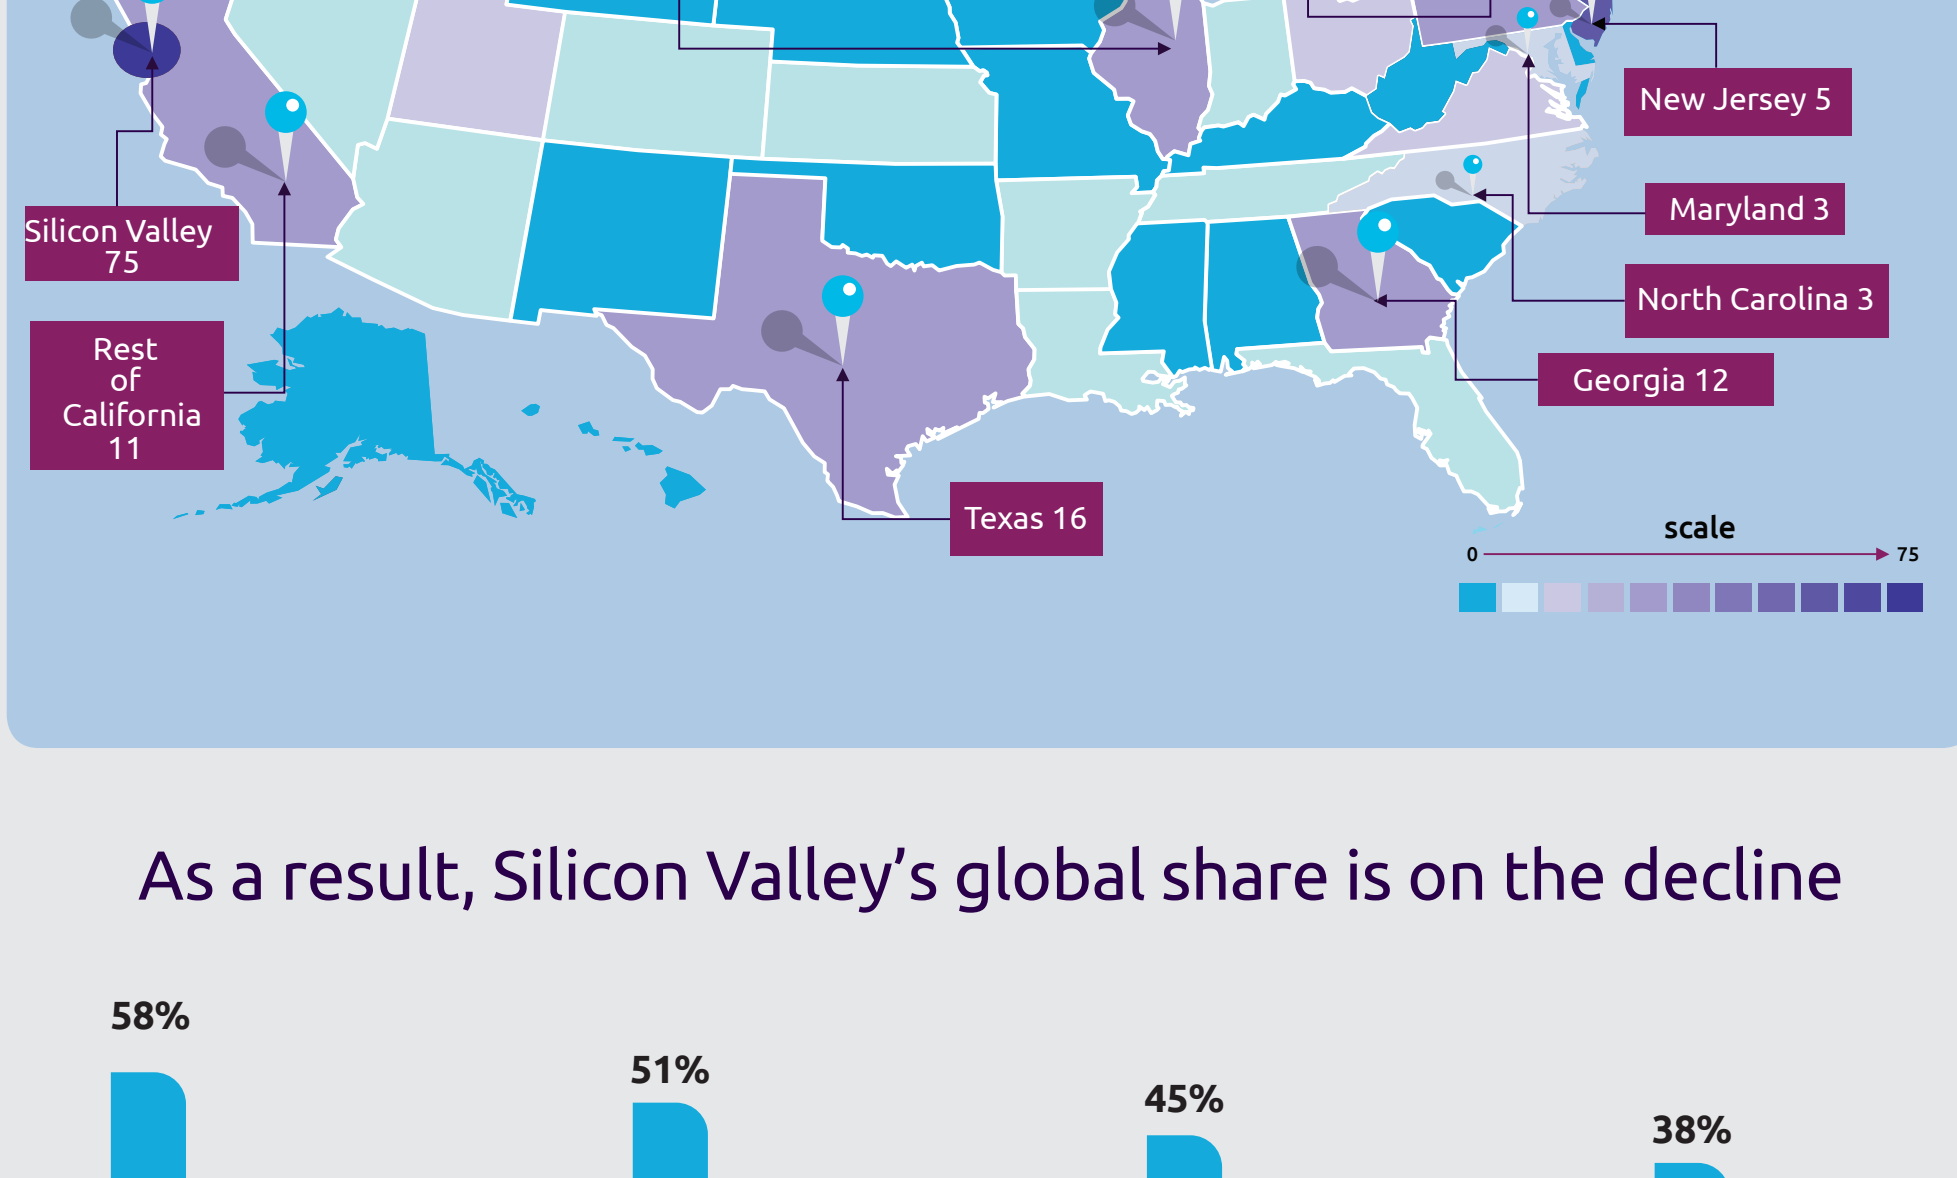 New Jersey 5
Maryland 3
Silicon Valley
75
North Carolina 3
Rest
of
California
11
Georgia 12
Texas 16
scale
0
75
As a result, Silicon Valley’s global share is on the decline
58%
51%
45%
38%